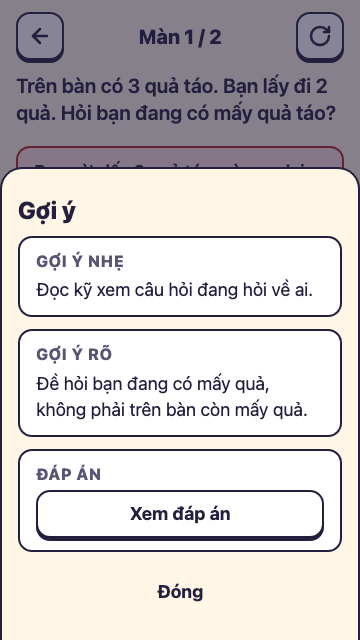 Màn 1 / 2
Trên bàn có 3 quả táo. Bạn lấy đi 2
quả. Hỏi bạn đang có mấy quả táo?
Gợi ý
GỢI Ý NHẸ
Đọc kỹ xem câu hỏi đang hỏi về ai.
GỢI Ý RÕ
Đề hỏi bạn đang có mấy quả,
không phải trên bàn còn mấy quả.
ĐÁP ÁN
Xem đáp án
Đóng